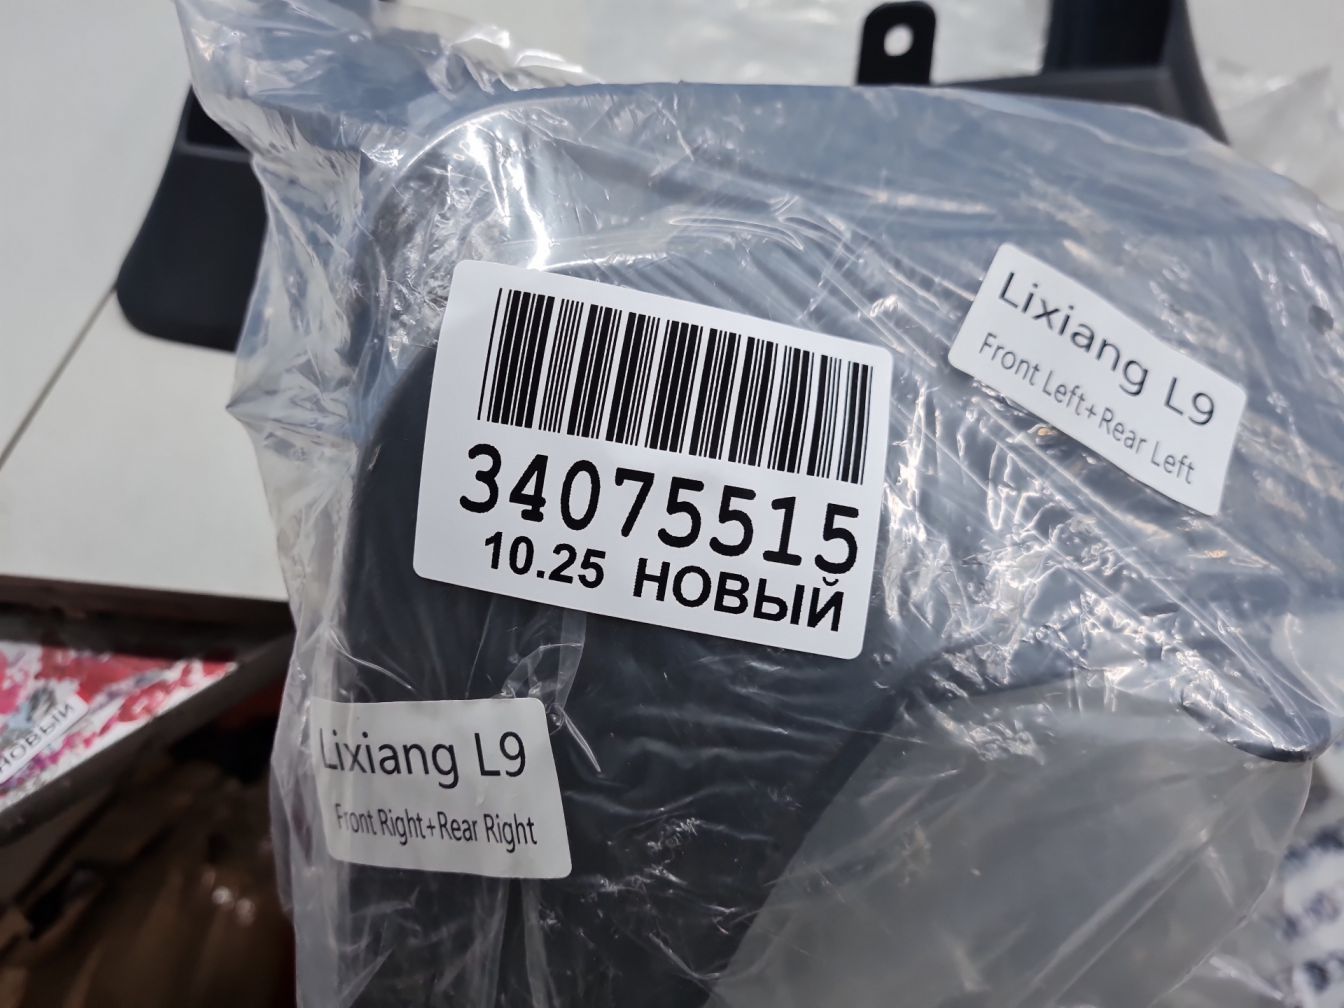 34075515
10.25 НОВЫЙ
Lixiang L9
Front Left+Rear Left
Lixiang L9
Front Right+Rear Right
НОВЫЙ